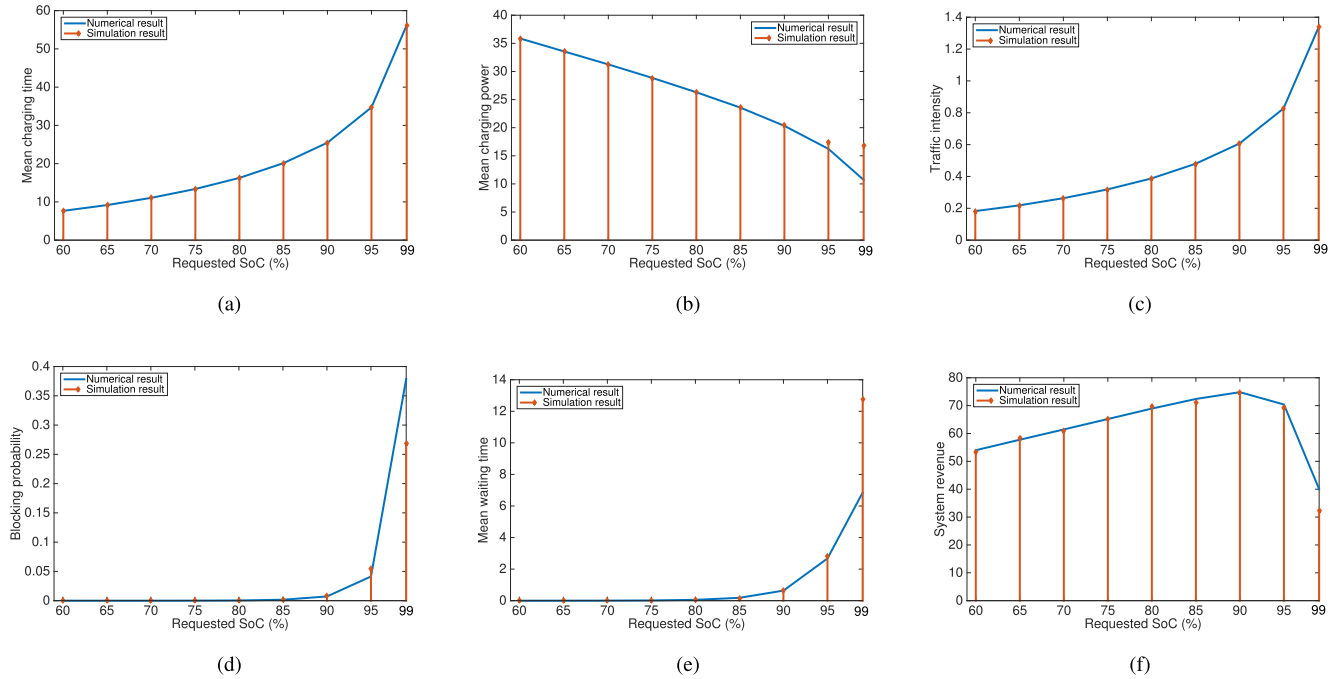 60
50
40
30
20
10
0
Mean charging time
Numerical result
Simulation result
60 65 70 75 80 85 90 95 99
Requested SoC (%)
(a)
40
35
30
25
20
15
10
5
0
Mean charging power
Numerical result
Simulation result
60 65 70 75 80 85 90 95 99
Requested SoC (%)
(b)
1.4
1.2
1
0.8
0.6
0.4
0.2
0
Traffic intensity
Numerical result
Simulation result
60 65 70 75 80 85 90 95 99
Requested SoC (%)
(c)
0.4
0.35
0.3
0.25
0.2
0.15
0.1
0.05
0
Blocking probability
Numerical result
Simulation result
60 65 70 75 80 85 90 95 99
Requested SoC (%)
(d)
14
12
10
8
6
4
2
0
Mean waiting time
Numerical result
Simulation result
60 65 70 75 80 85 90 95 99
Requested SoC (%)
(e)
80
70
60
50
40
30
20
10
0
System revenue
Numerical result
Simulation result
60 65 70 75 80 85 90 95 99
Requested SoC (%)
(f)